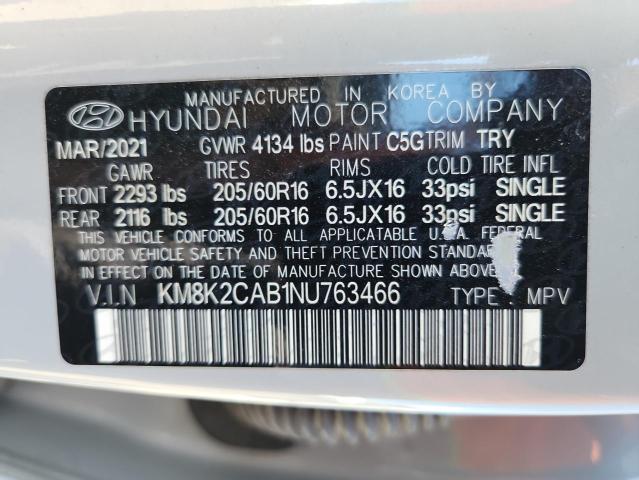 MANUFACTURED IN KOREA BY
HYUNDAI MOTOR COMPANY
MAR/2021 GVWR 4134 lbs PAINT C5G TRIM TRY
GAWR TIRES RIMS COLD TIRE INFL
FRONT 2293 lbs 205/60R16 6.5JX16 33psi SINGLE
REAR 2116 lbs 205/60R16 6.5JX16 33psi SINGLE
THIS VEHICLE CONFORMS TO ALL APPLICATABLE U.S.A. FEDERAL
MOTOR VEHICLE SAFETY AND THEFT PREVENTION STANDARD
IN EFFECT ON THE DATE OF MANUFACTURE SHOWN ABOVE
V.I.N KM8K2CAB1NU763466 TYPE : MPV